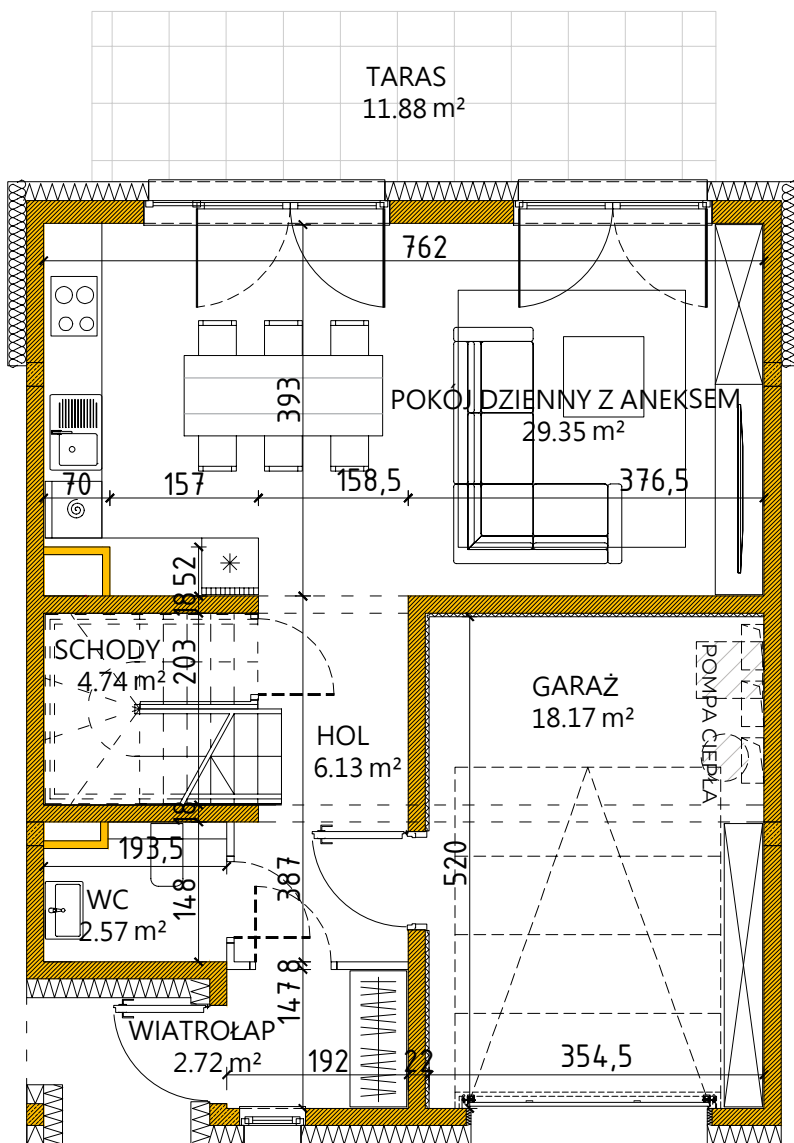 TARAS
11.88 m²
762
393
POKÓJ DZIENNY Z ANEKSEM
29.35 m²
70
157
158,5
376,5
52
18
SCHODY
4.74 m²
203
HOL
6.13 m²
GARAŻ
18.17 m²
POMPA CIEPŁA
18
193,5
WC
2.57 m²
148
387
520
8
147
WIATROŁAP
2.72 m²
192
22
354,5